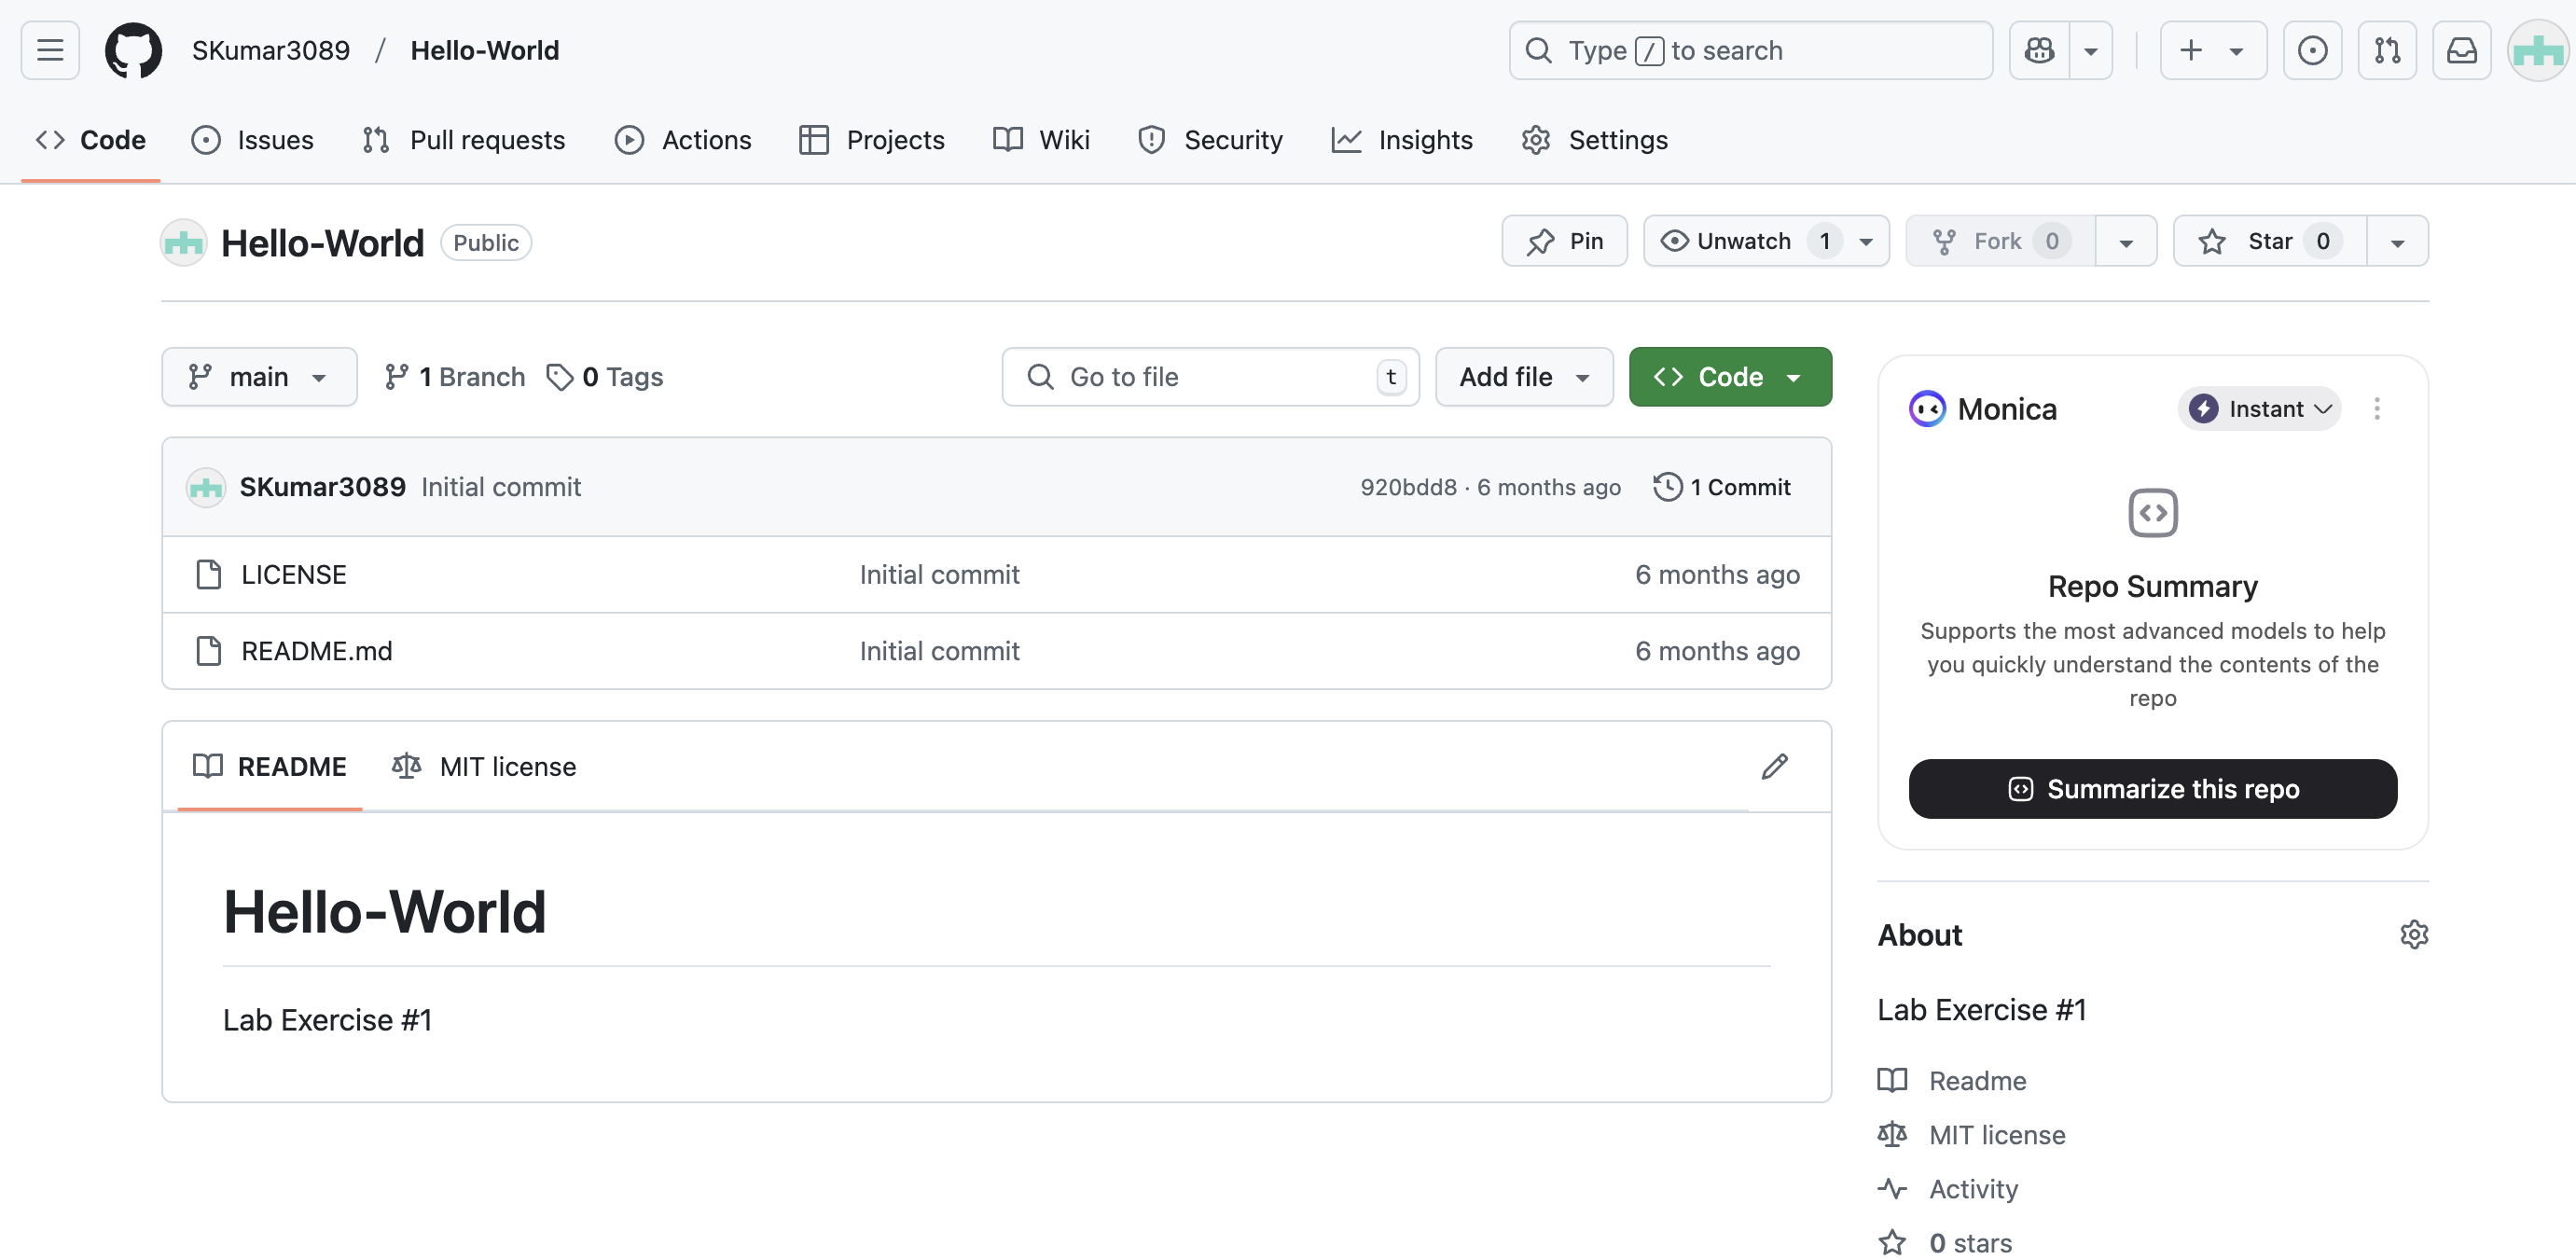 SKumar3089 / Hello-World
Type / to search
Code Issues Pull requests Actions Projects Wiki Security Insights Settings
Hello-World Public
Pin Unwatch 1 Fork 0 Star 0
main 1 Branch 0 Tags
Go to file t Add file Code
SKumar3089 Initial commit 920bdd8 · 6 months ago 1 Commit
LICENSE Initial commit 6 months ago
README.md Initial commit 6 months ago
README MIT license
Hello-World
Lab Exercise #1
Monica Instant
Repo Summary
Supports the most advanced models to help
you quickly understand the contents of the
repo
Summarize this repo
About
Lab Exercise #1
Readme
MIT license
Activity
0 stars